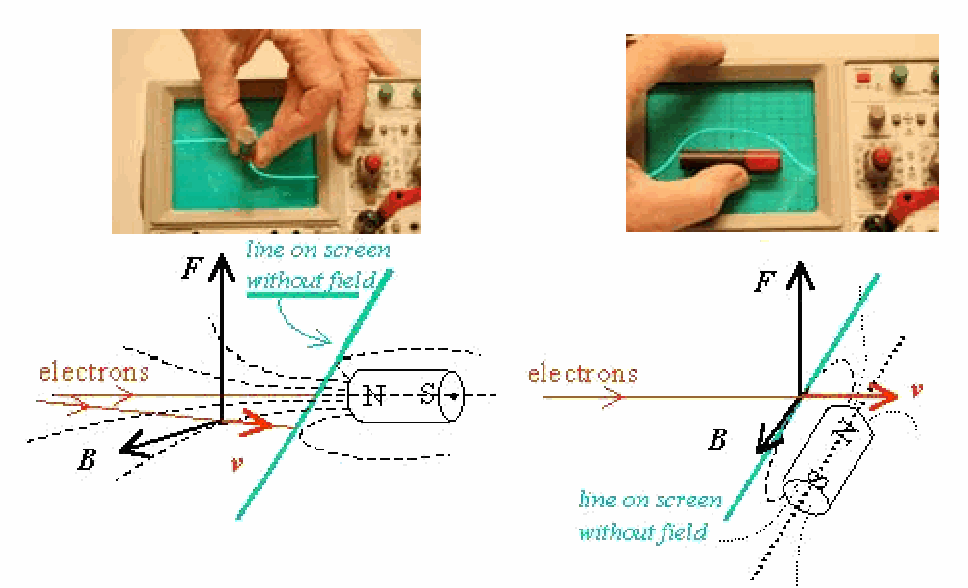 line on screen
without field
F
electrons
N S
B
v
F
electrons
v
B
N
S
line on screen
without field